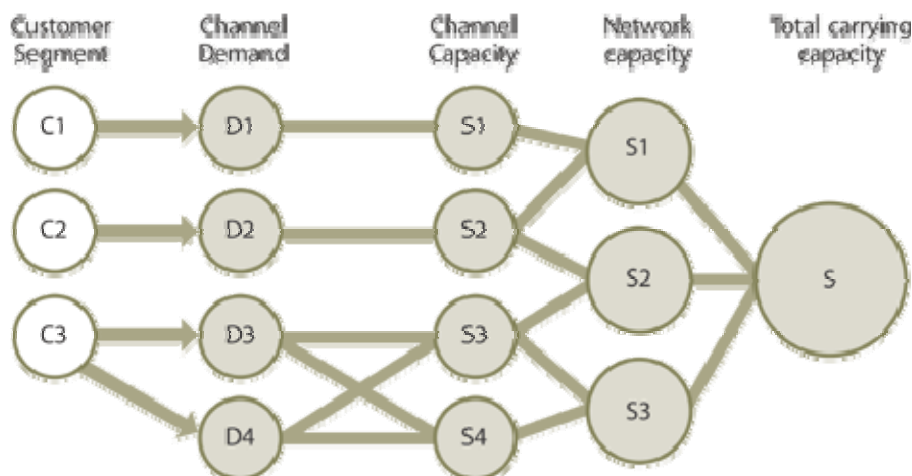 Customer Segment
Channel Demand
Channel Capacity
Network capacity
Total carrying capacity
C1 D1 S1 S1
C2 D2 S2 S2 S
C3 D3 S3 S3
D4 S4